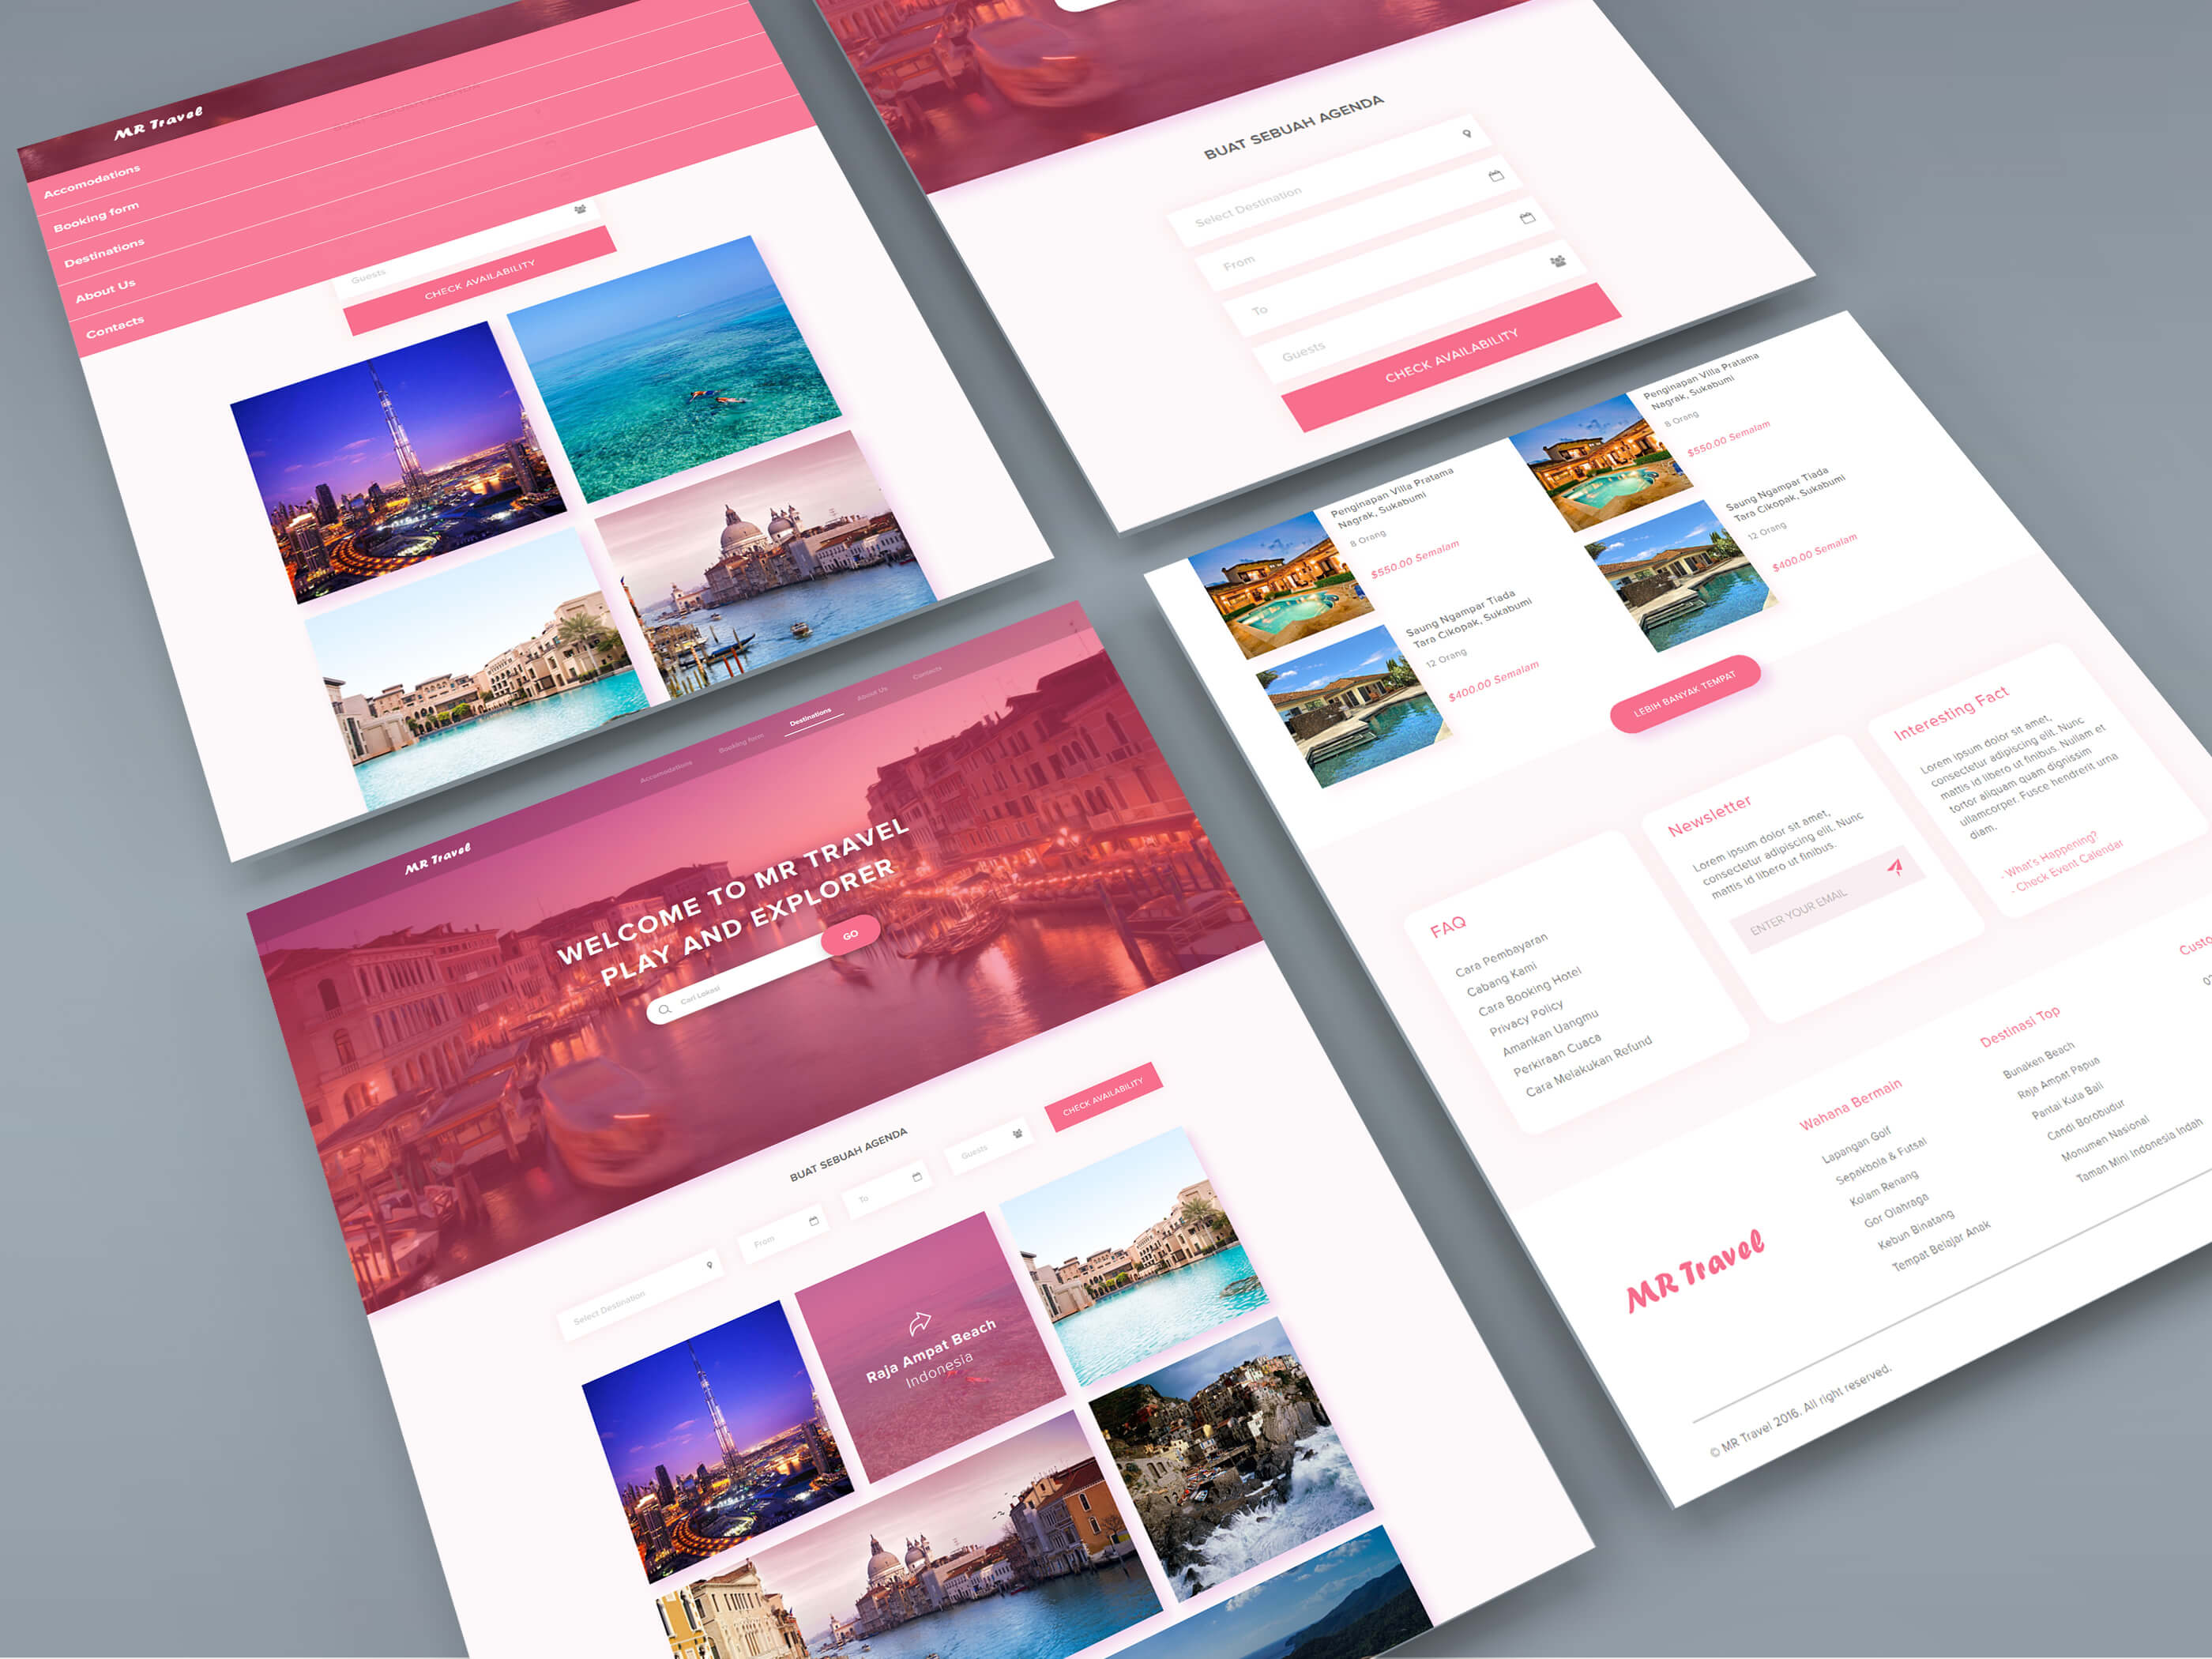 MR Travel
Accomodations
Booking form
Destinations
About Us
Contacts
Guests
CHECK AVAILABILITY
BUAT SEBUAH AGENDA
Select Destination
From
To
Guests
CHECK AVAILABILITY
MR Travel
Accomodations
Booking form
Destinations
About Us
Contacts
WELCOME TO MR TRAVEL
PLAY AND EXPLORER
Cari Lokasi
GO
BUAT SEBUAH AGENDA
Select Destination
From
To
Guests
CHECK AVAILABILITY
Raja Ampat Beach
Indonesia
Penginapan Villa Pratama
Nagrak, Sukabumi
8 Orang
$550.00 Semalam
Penginapan Villa Pratama
Nagrak, Sukabumi
8 Orang
$550.00 Semalam
Saung Ngampar Tiada
Tara Cikopak, Sukabumi
12 Orang
$400.00 Semalam
Saung Ngampar Tiada
Tara Cikopak, Sukabumi
12 Orang
$400.00 Semalam
LEBIH BANYAK TEMPAT
FAQ
Cara Pembayaran
Cabang Kami
Cara Booking Hotel
Privacy Policy
Amankan Uangmu
Perkiraan Cuaca
Cara Melakukan Refund
Newsletter
Lorem ipsum dolor sit amet,
consectetur adipiscing elit. Nunc
mattis id libero ut finibus.
ENTER YOUR EMAIL
Interesting Fact
Lorem ipsum dolor sit amet,
consectetur adipiscing elit. Nunc
mattis id libero ut finibus. Nullam et
tortor aliquam quam dignissim
ullamcorper. Fusce hendrerit urna
diam.
- What's Happening?
- Check Event Calendar
MR Travel
Wahana Bermain
Lapangan Golf
Sepakbola & Futsal
Kolam Renang
Gor Olahraga
Kebun Binatang
Tempat Belajar Anak
Destinasi Top
Bunaken Beach
Raja Ampat Papua
Pantai Kuta Bali
Candi Borobudur
Monumen Nasional
Taman Mini Indonesia Indah
© MR Travel 2016. All right reserved.